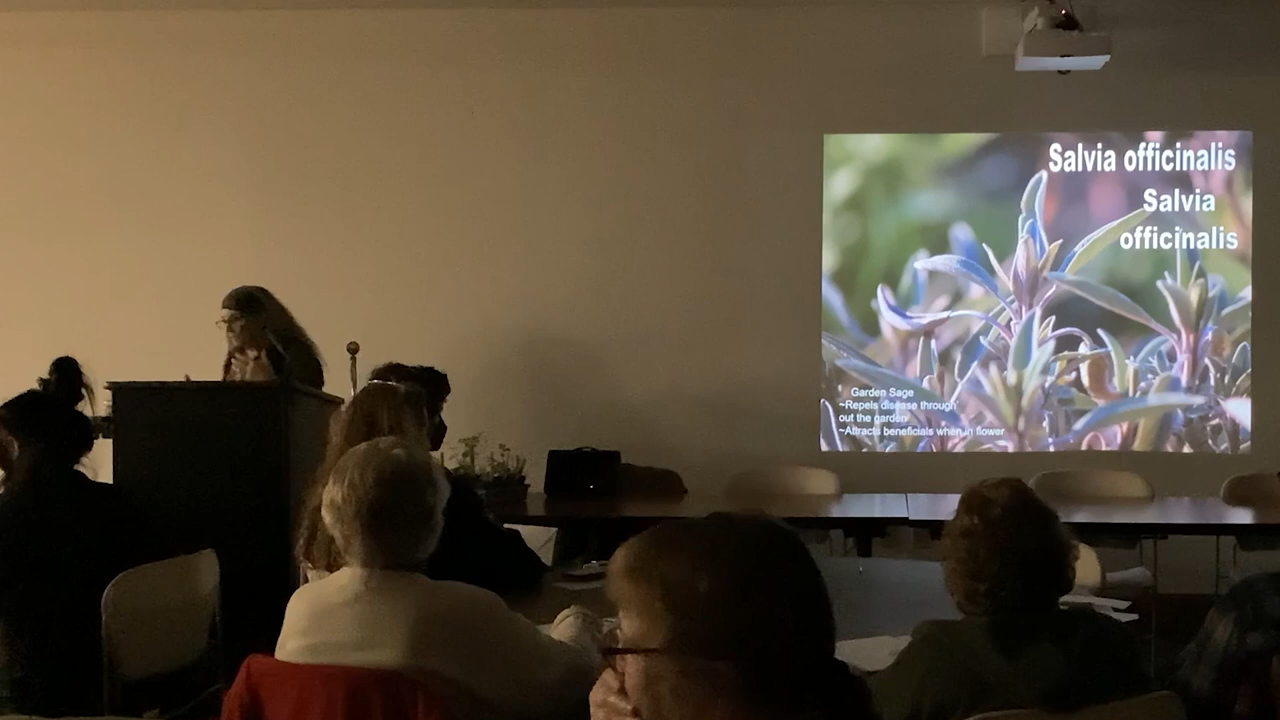 Salvia officinalis
Salvia
officinalis
Garden Sage
~Repels disease through
out the garden
~Attracts beneficials when in flower